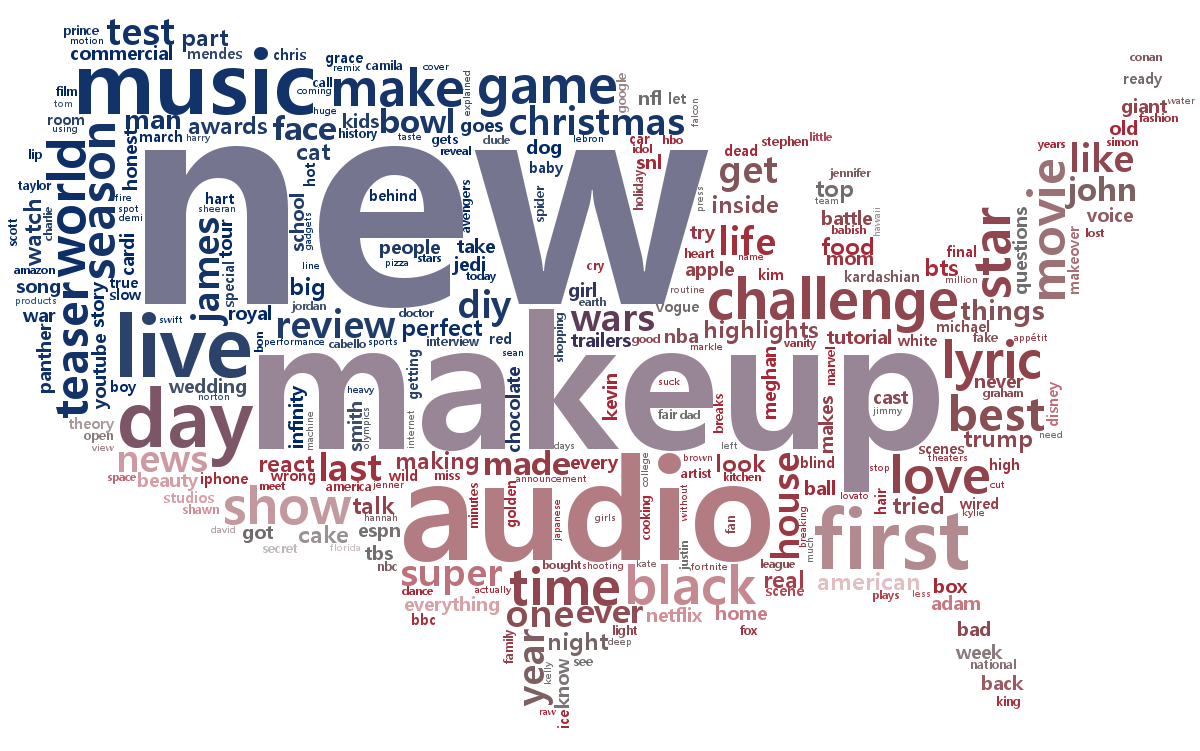 prince
motion
test
part
commercial
mendes
chris
grace
remix
camila
cover
conan
ready
music
film
tom
call
coming
huge
make
explained
game
google
nfl
let
falcon
giant
water
fashion
room
using
man
march
awards
harry
face
kids
history
bowl
taste
goes
gets
reveal
dude
christmas
lebron
old
simon
years
like
lip
world
season
honest
cat
hot
dog
baby
car
idol
hbo
snl
holiday
dead
stephen
little
get
inside
press
jennifer
top
team
john
voice
lost
movie
taylor
scott
watch
charlie
fire
spot
demi
cardi
hart
sheeran
tour
special
james
school
gadgets
behind
avengers
spider
new
people
pizza
stars
take
jedi
today
line
cry
try
heart
life
name
battle
babish
hawaii
food
mom
star
questions
makeover
amazon
song
products
war
teaser
story
youtube
true
slow
big
jordan
royal
doctor
diy
girl
earth
apple
kim
routine
vogue
kardashian
bts
final
million
challenge
things
panther
swift
live
bon
review
performance
cabello
sports
perfect
interview
red
sean
shopping
wars
trailers
good
nba
markle
highlights
vanity
tutorial
white
michael
fake
appétit
boy
wedding
norton
infinity
machine
heavy
smith
olympics
getting
internet
chocolate
makeup
suck
kevin
fair
dad
breaks
meghan
marvel
makes
cast
jimmy
lyric
never
graham
disney
best
need
theory
open
view
day
days
left
trump
news
space
beauty
iphone
react
wrong
meet
last
america
jenner
making
wild
miss
made
every
announcement
college
brown
artist
look
kitchen
blind
scenes
theaters
high
cut
love
stop
studios
shawn
show
talk
hannah
minutes
golden
audio
japanese
girls
cooking
without
fan
house
breaking
much
ball
lovato
hair
tried
wired
kylie
david
got
secret
cake
florida
espn
tbs
nbc
justin
first
super
dance
bought
shooting
kate
fortnite
league
real
scene
american
plays
less
box
adam
everything
actually
bbc
time
black
netflix
home
fox
one
ever
light
family
year
night
deep
see
know
kelly
raw
ice
bad
week
national
back
king